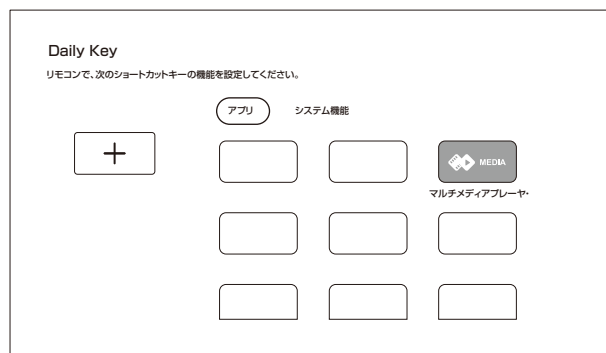 Daily Key
リモコンで、次のショートカットキーの機能を設定してください。
アプリ システム機能
MEDIA
マルチメディアプレーヤ・